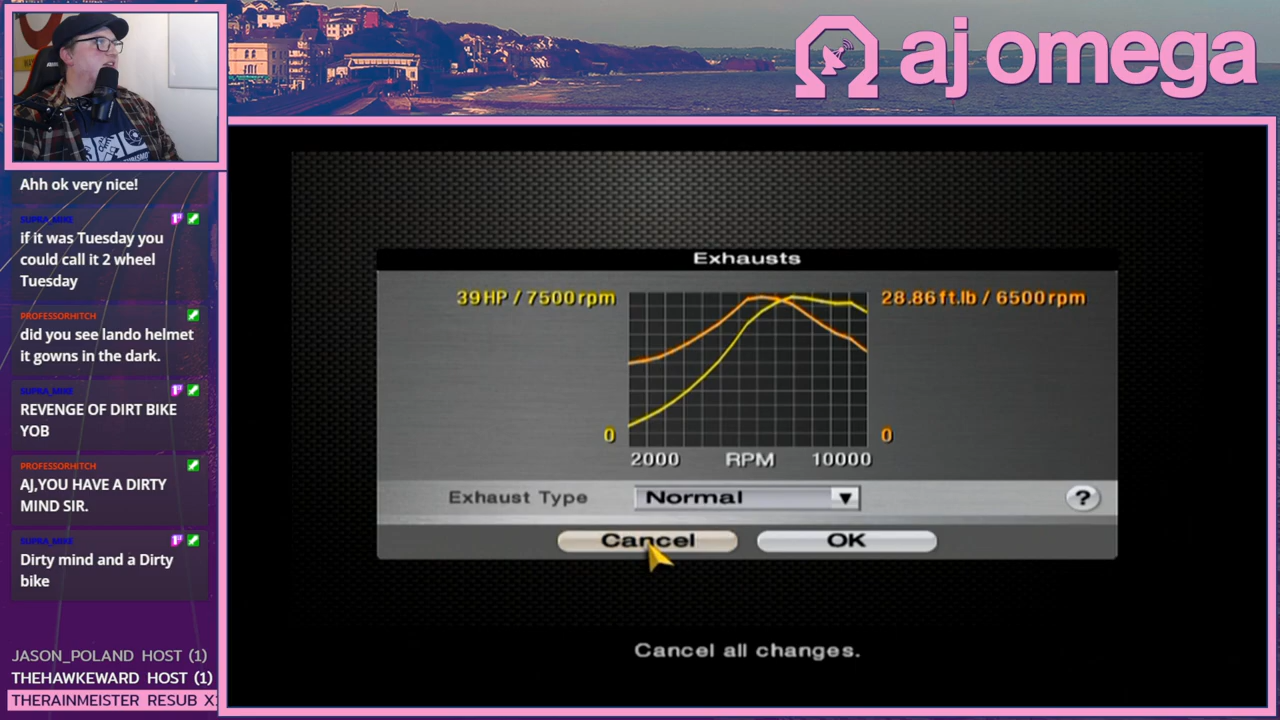 aj omega
Ahh ok very nice!
SUPRA_MIKE
if it was Tuesday you
could call it 2 wheel
Tuesday
PROFESSORHITCH
did you see lando helmet
it gowns in the dark.
SUPRA_MIKE
REVENGE OF DIRT BIKE
YOB
PROFESSORHITCH
AJ,YOU HAVE A DIRTY
MIND SIR.
SUPRA_MIKE
Dirty mind and a Dirty
bike
JASON_POLAND HOST (1)
THEHAWKEWARD HOST (1)
THERAINMEISTER RESUB X
Exhausts
39HP / 7500rpm
28.86ft.lb / 6500rpm
0
0
2000 RPM 10000
Exhaust Type Normal ?
Cancel OK
Cancel all changes.